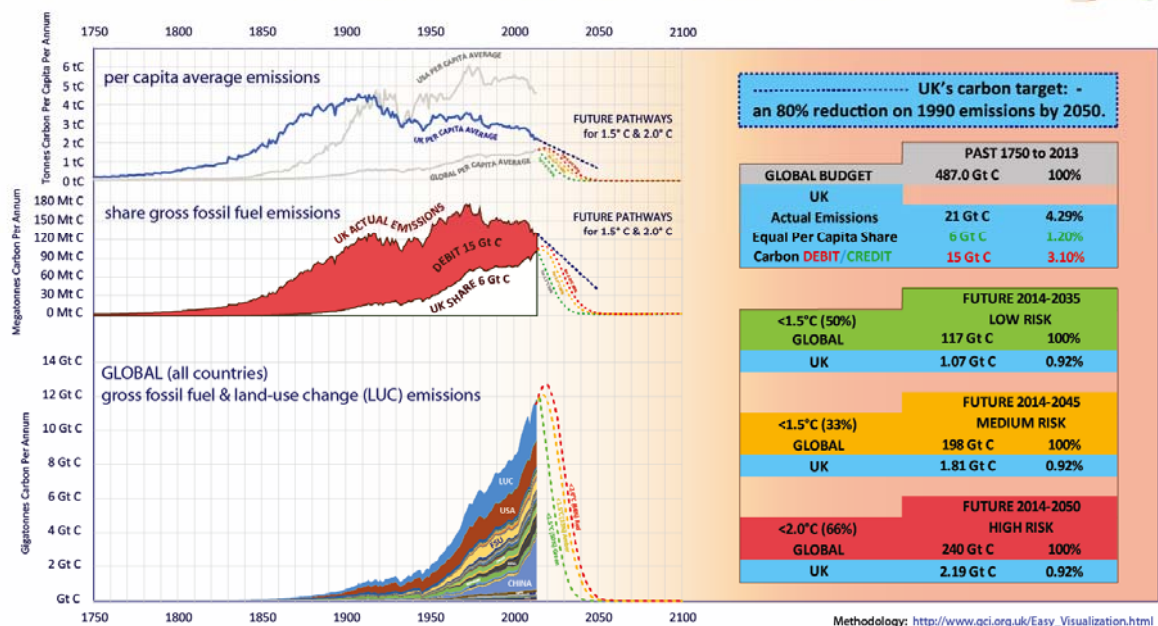 1750 1800 1900 1950 2000 2050 2100
Tonnes Carbon Per Capita Per Annum
6 tC
5 tC
4 tC
3 tC
2 tC
1 tC
0 tC
per capita average emissions
USA PER CAPITA AVERAGE
UK PER CAPITA AVERAGE
GLOBAL PER CAPITA AVERAGE
FUTURE PATHWAYS
for 1.5° C & 2.0° C
Megatonnes Carbon Per Annum
180 Mt C
150 Mt C
120 Mt C
90 Mt C
60 Mt C
30 Mt C
0 Mt C
share gross fossil fuel emissions
UK ACTUAL EMISSIONS
DEBIT 15 Gt C
UK SHARE 6 Gt C
FUTURE PATHWAYS
for 1.5° C & 2.0° C
Gigatonnes Carbon Per Annum
14 Gt C
12 Gt C
10 Gt C
8 Gt C
6 Gt C
4 Gt C
2 Gt C
Gt C
GLOBAL (all countries)
gross fossil fuel & land-use change (LUC) emissions
LUC
USA
FSU
CHINA
1750 1800 1850 1900 1950 2000 2050 2100
UK's carbon target: -
an 80% reduction on 1990 emissions by 2050.
PAST 1750 to 2013
GLOBAL BUDGET 487.0 Gt C 100%
UK
Actual Emissions 21 Gt C 4.29%
Equal Per Capita Share 6 Gt C 1.20%
Carbon DEBIT/CREDIT 15 Gt C 3.10%
FUTURE 2014-2035
<1.5°C (50%) LOW RISK
GLOBAL 117 Gt C 100%
UK 1.07 Gt C 0.92%
FUTURE 2014-2045
<1.5°C (33%) MEDIUM RISK
GLOBAL 198 Gt C 100%
UK 1.81 Gt C 0.92%
FUTURE 2014-2050
<2.0°C (66%) HIGH RISK
GLOBAL 240 Gt C 100%
UK 2.19 Gt C 0.92%
Methodology: http://www.gci.org.uk/Easy_Visualization.html